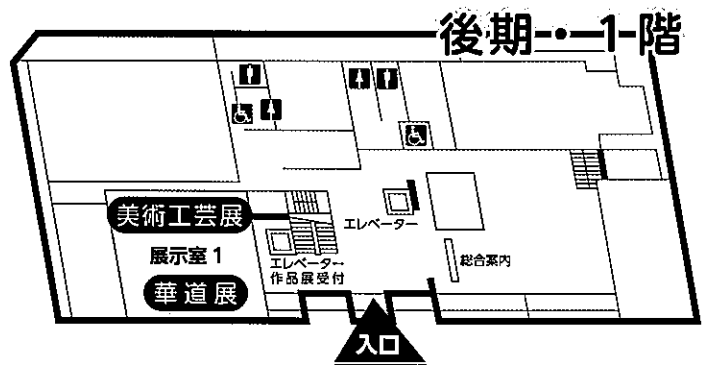 後期・1階
美術工芸展
エレベーター
展示室1
総合案内
エレベーター
作品展受付
華道展
入口